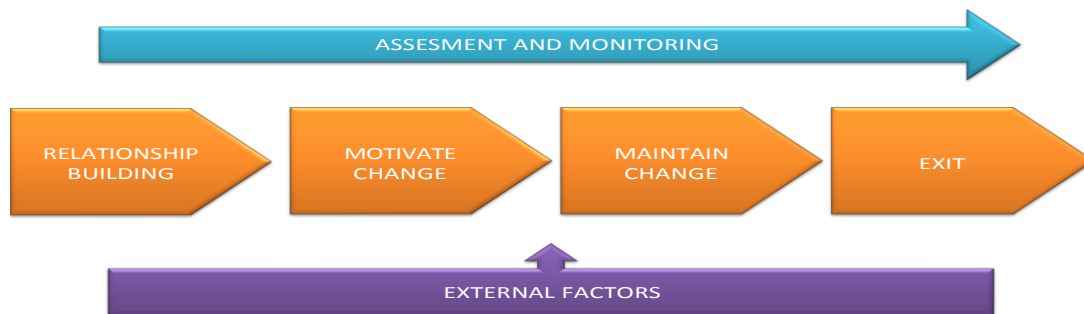 ASSESMENT AND MONITORING
RELATIONSHIP
BUILDING
MOTIVATE
CHANGE
MAINTAIN
CHANGE
EXIT
EXTERNAL FACTORS